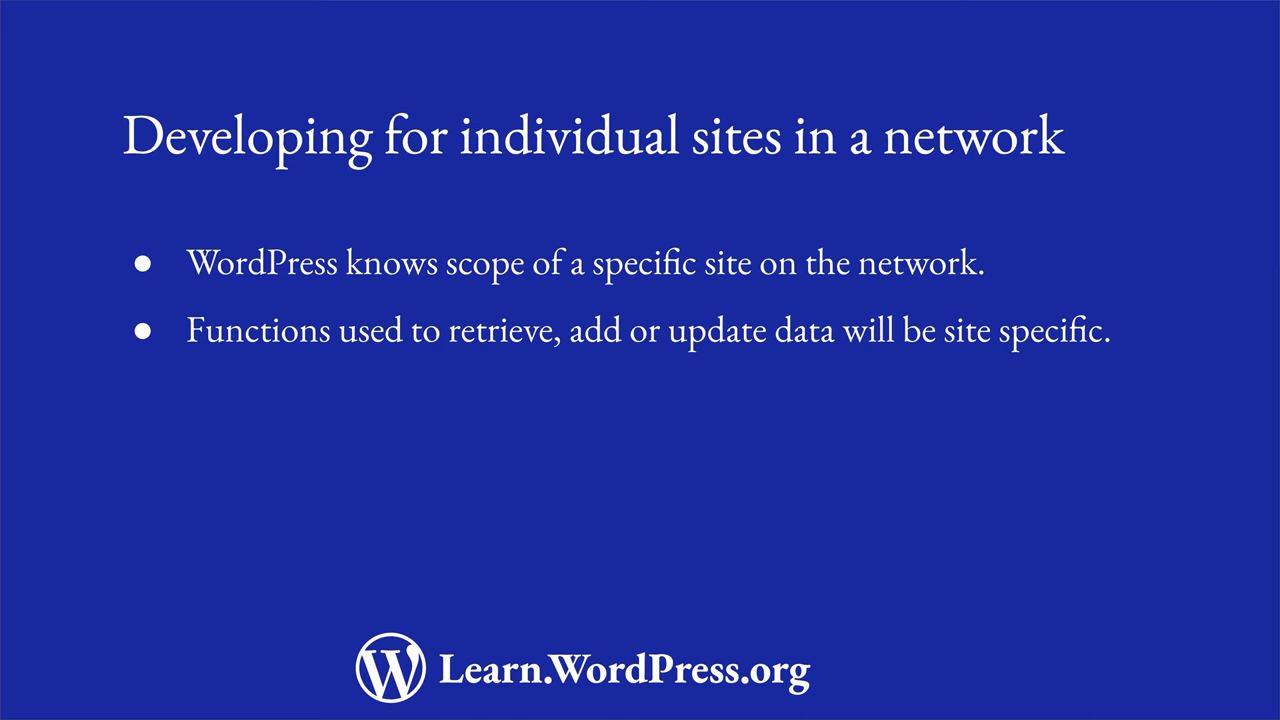 Developing for individual sites in a network
● WordPress knows scope of a specific site on the network.
● Functions used to retrieve, add or update data will be site specific.
Learn.WordPress.org